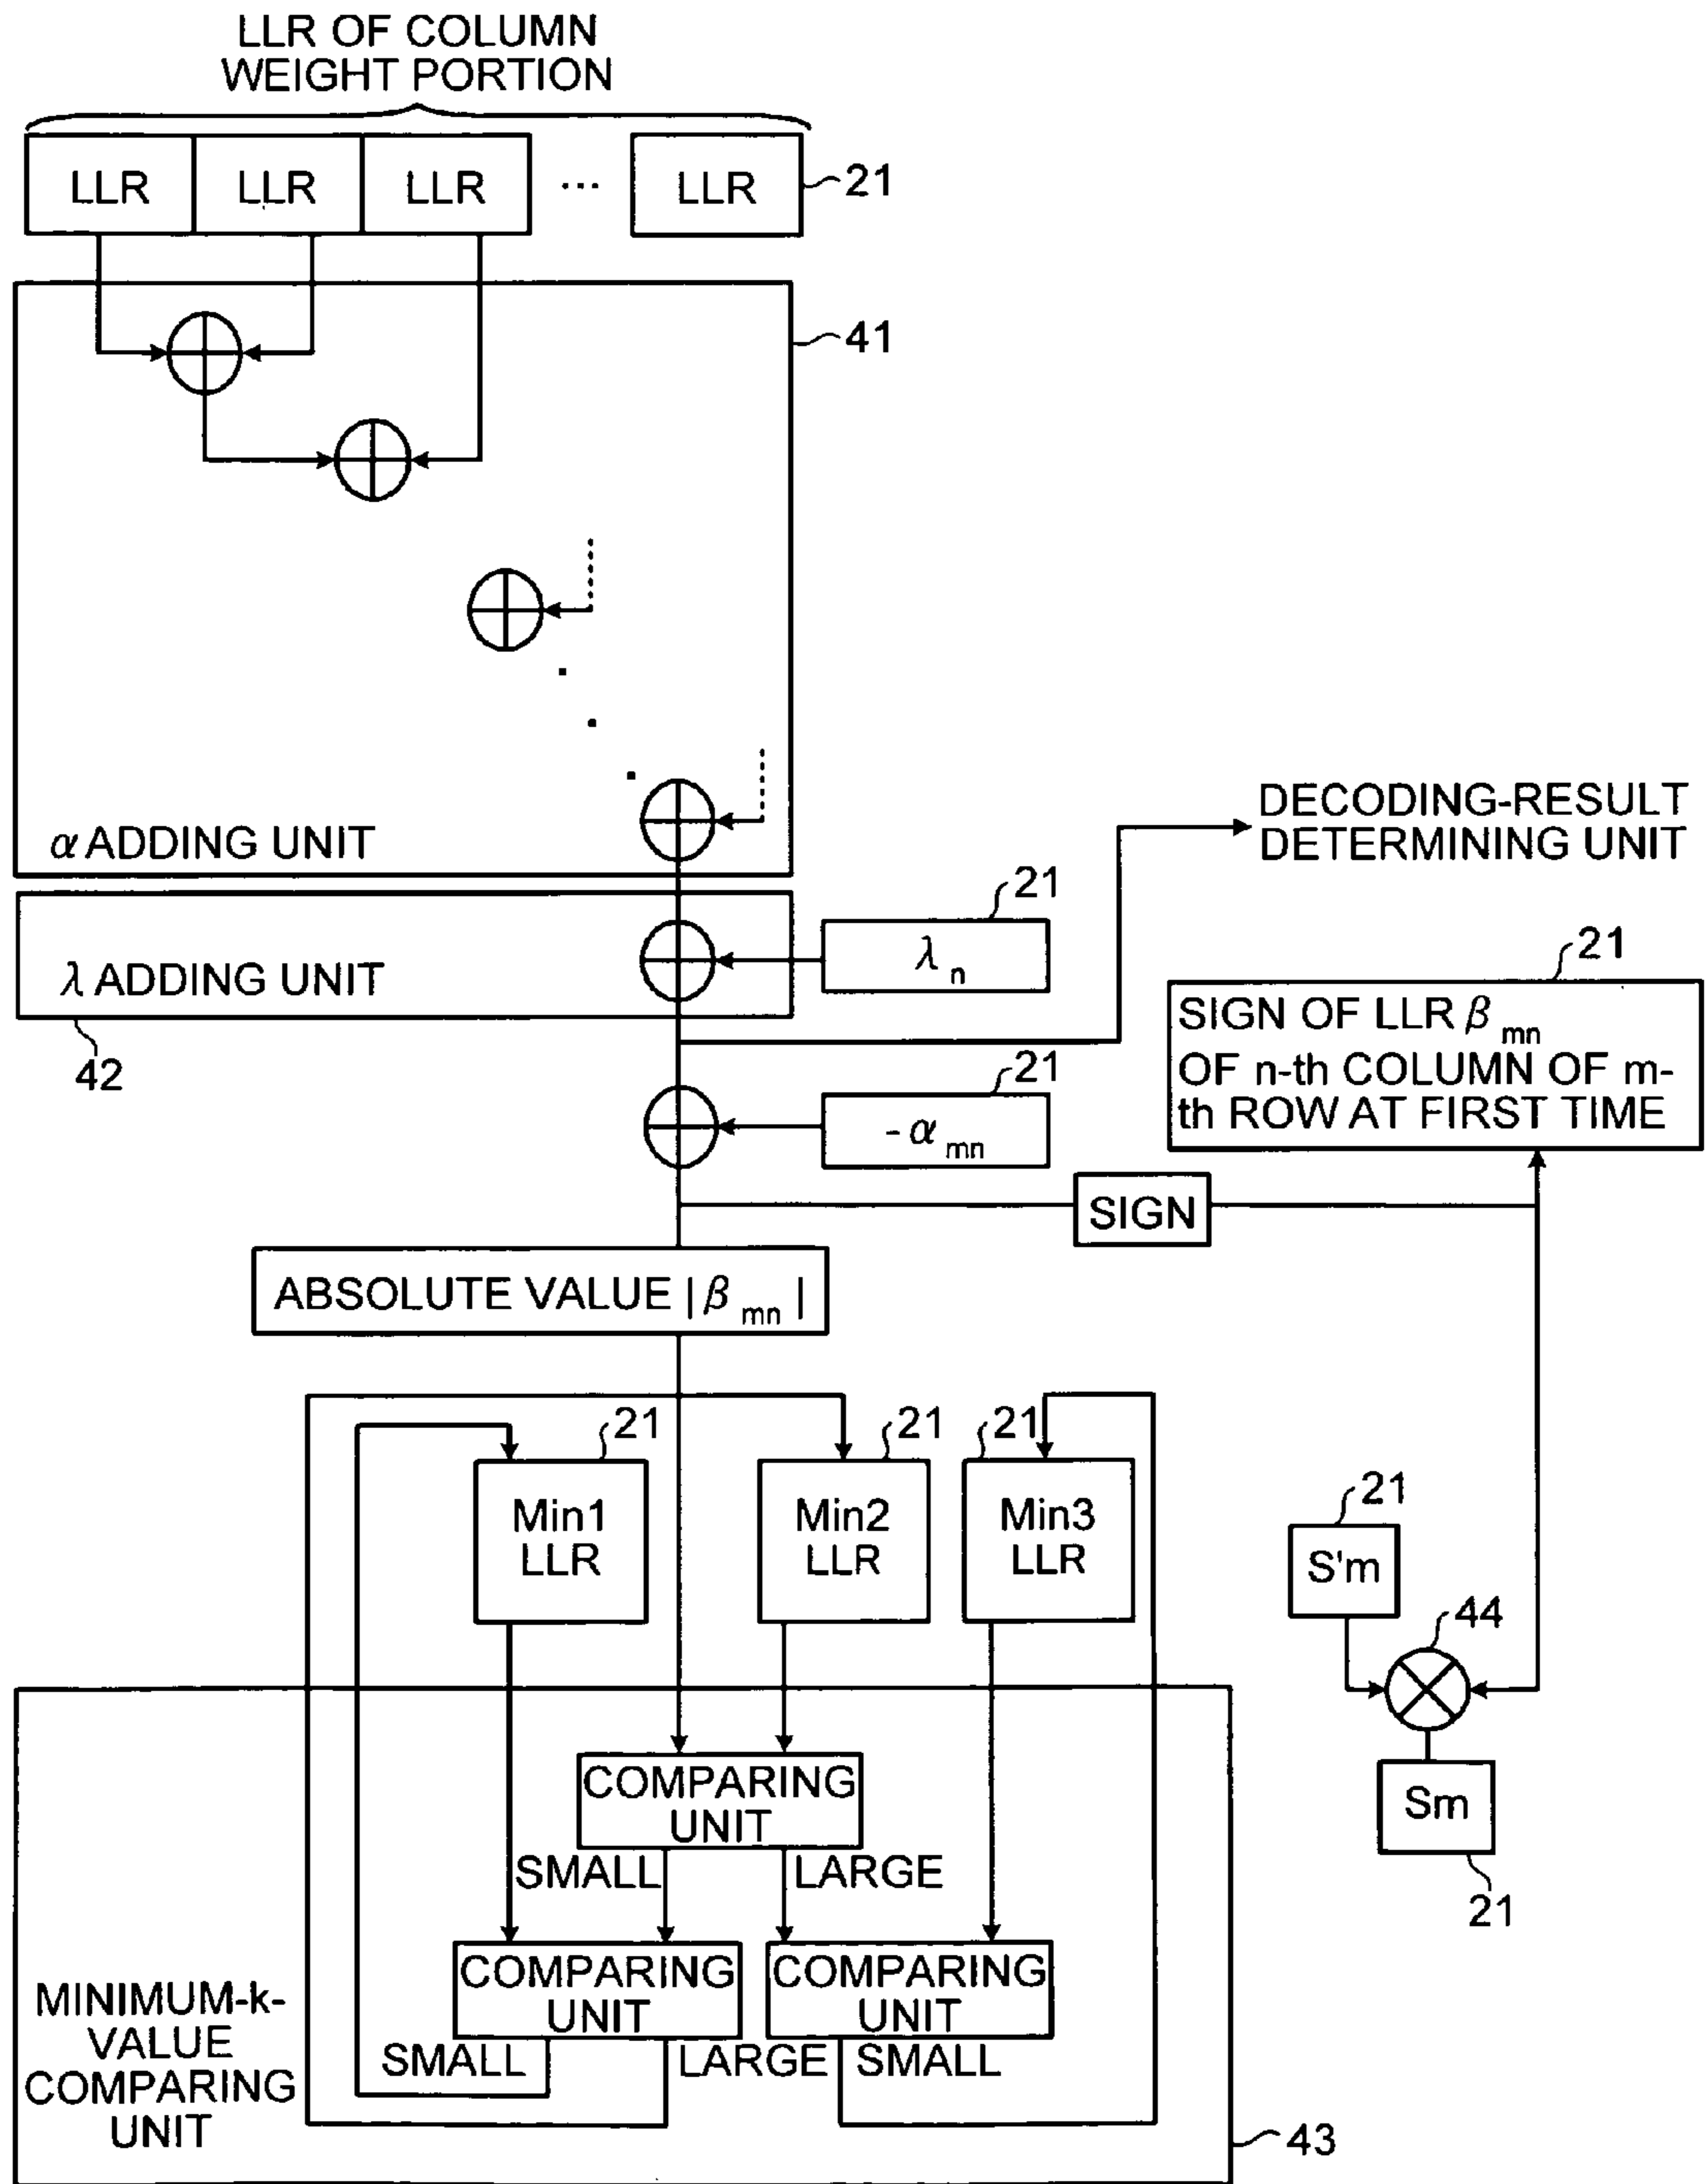 LLR OF COLUMN
WEIGHT PORTION
LLR LLR LLR ... LLR 21
41
α ADDING UNIT
DECODING-RESULT
DETERMINING UNIT
21
λ ADDING UNIT
λn
42
21
SIGN OF LLR βmn
OF n-th COLUMN OF m-
th ROW AT FIRST TIME
21
-αmn
SIGN
ABSOLUTE VALUE |βmn|
21 21 21
Min1
LLR
Min2
LLR
Min3
LLR
21
S'm
44
Sm
21
COMPARING
UNIT
SMALL LARGE
COMPARING
UNIT
COMPARING
UNIT
SMALL LARGE SMALL
MINIMUM-k-
VALUE
COMPARING
UNIT
43